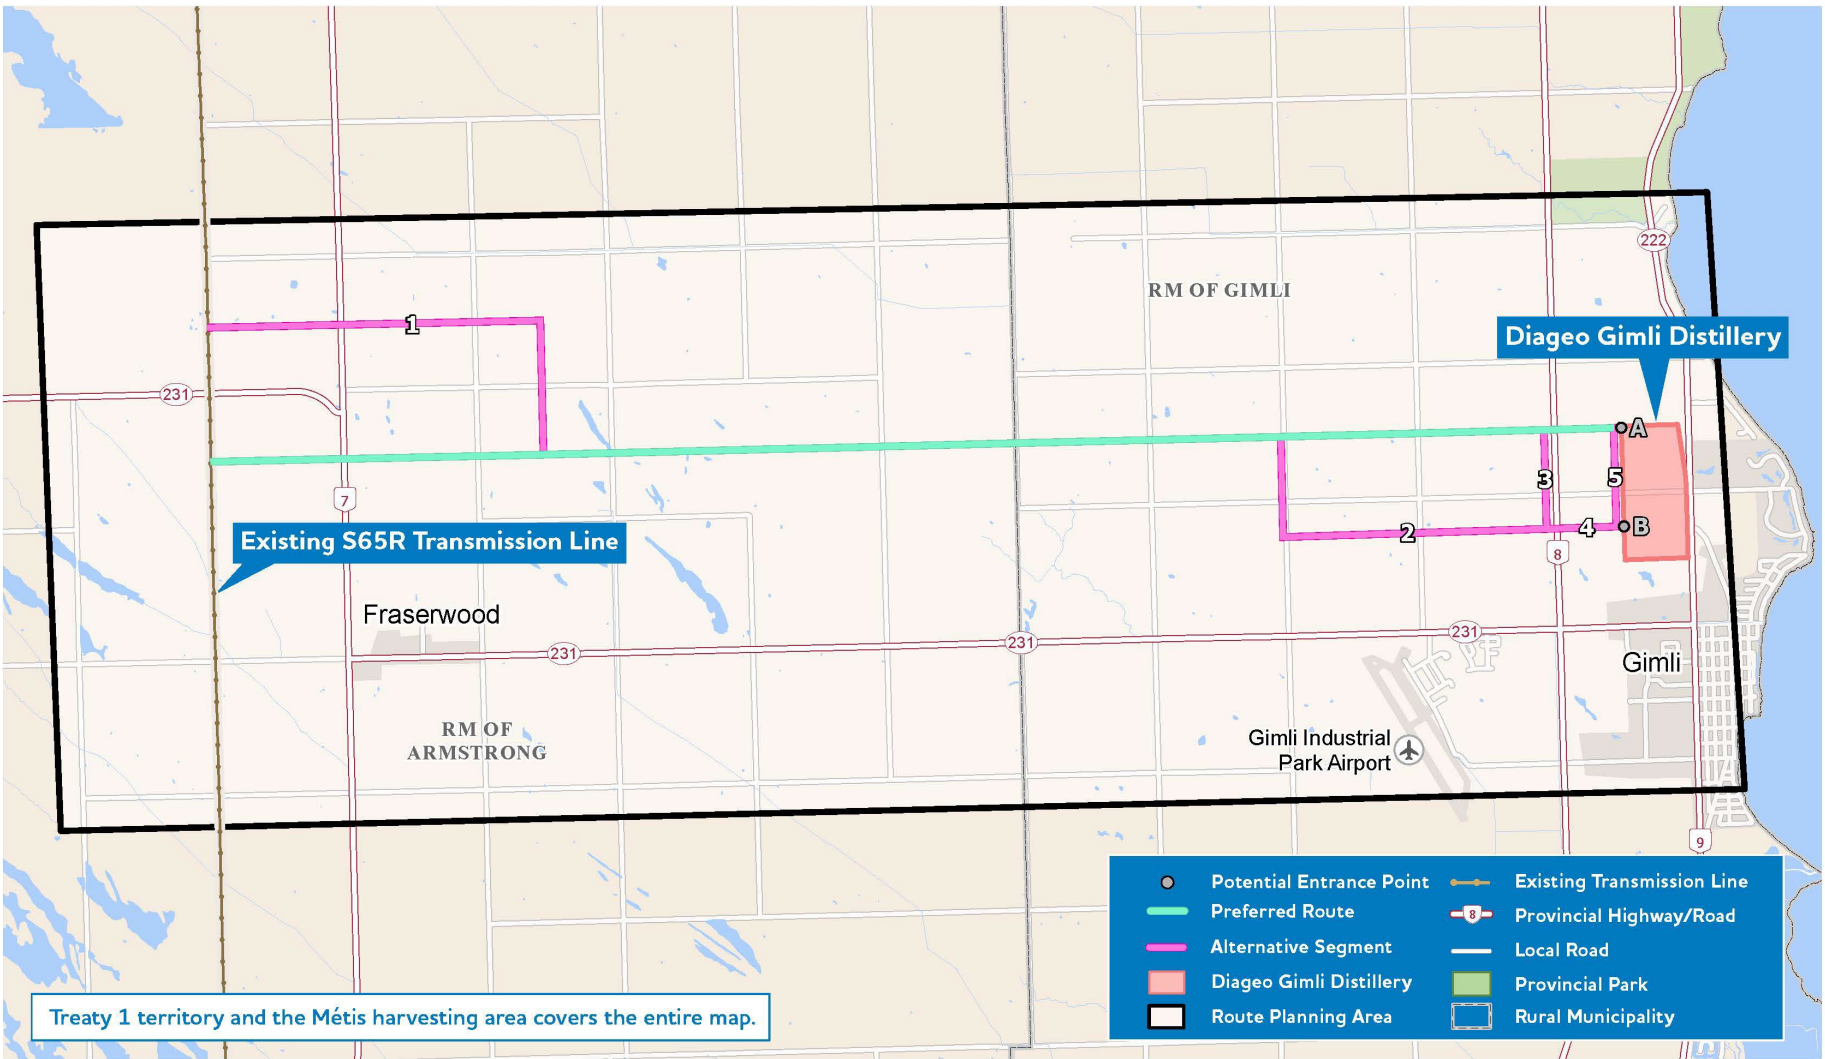 222
RM OF GIMLI
Diageo Gimli Distillery
1
231
A
7
3
5
2
4
B
Existing S65R Transmission Line
8
Fraserwood
231
231
231
Gimli
RM OF
ARMSTRONG
Gimli Industrial
Park Airport
9
Potential Entrance Point
Preferred Route
Alternative Segment
Diageo Gimli Distillery
Route Planning Area
Existing Transmission Line
8
Provincial Highway/Road
Local Road
Provincial Park
Rural Municipality
Treaty 1 territory and the Métis harvesting area covers the entire map.